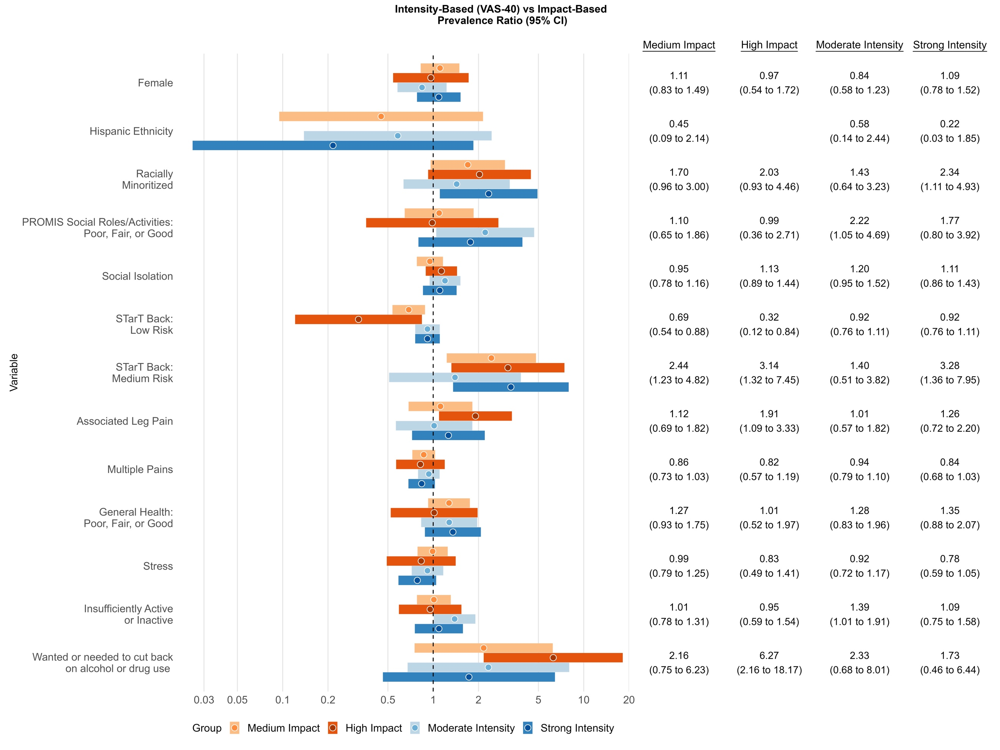 Intensity-Based (VAS-40) vs Impact-Based
Prevalence Ratio (95% CI)
Medium Impact High Impact Moderate Intensity Strong Intensity
Female
1.11 0.97 0.84 1.09
(0.83 to 1.49) (0.54 to 1.72) (0.58 to 1.23) (0.78 to 1.52)
Hispanic Ethnicity
0.45 0.58 0.22
(0.09 to 2.14) (0.14 to 2.44) (0.03 to 1.85)
Racially
Minoritized
1.70 2.03 1.43 2.34
(0.96 to 3.00) (0.93 to 4.46) (0.64 to 3.23) (1.11 to 4.93)
PROMIS Social Roles/Activities:
Poor, Fair, or Good
1.10 0.99 2.22 1.77
(0.65 to 1.86) (0.36 to 2.71) (1.05 to 4.69) (0.80 to 3.92)
Social Isolation
0.95 1.13 1.20 1.11
(0.78 to 1.16) (0.89 to 1.44) (0.95 to 1.52) (0.86 to 1.43)
STarT Back:
Low Risk
0.69 0.32 0.92 0.92
(0.54 to 0.88) (0.12 to 0.84) (0.76 to 1.11) (0.76 to 1.11)
STarT Back:
Medium Risk
2.44 3.14 1.40 3.28
(1.23 to 4.82) (1.32 to 7.45) (0.51 to 3.82) (1.36 to 7.95)
Associated Leg Pain
1.12 1.91 1.01 1.26
(0.69 to 1.82) (1.09 to 3.33) (0.57 to 1.82) (0.72 to 2.20)
Multiple Pains
0.86 0.82 0.94 0.84
(0.73 to 1.03) (0.57 to 1.19) (0.79 to 1.10) (0.68 to 1.03)
General Health:
Poor, Fair, or Good
1.27 1.01 1.28 1.35
(0.93 to 1.75) (0.52 to 1.97) (0.83 to 1.96) (0.88 to 2.07)
Stress
0.99 0.83 0.92 0.78
(0.79 to 1.25) (0.49 to 1.41) (0.72 to 1.17) (0.59 to 1.05)
Insufficiently Active
or Inactive
1.01 0.95 1.39 1.09
(0.78 to 1.31) (0.59 to 1.54) (1.01 to 1.91) (0.75 to 1.58)
Wanted or needed to cut back
on alcohol or drug use
2.16 6.27 2.33 1.73
(0.75 to 6.23) (2.16 to 18.17) (0.68 to 8.01) (0.46 to 6.44)
Variable
0.03 0.05 0.1 0.2 0.5 1 2 5 10 20
Group Medium Impact High Impact Moderate Intensity Strong Intensity